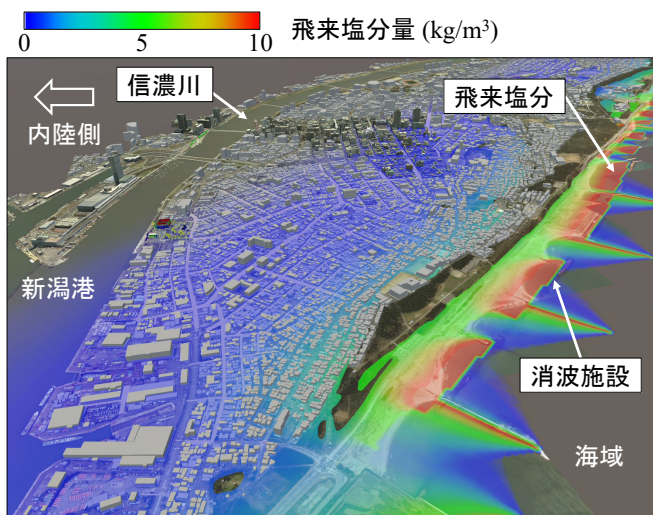 飛来塩分量 (kg/m³)
0 5 10
信濃川
飛来塩分
内陸側
新潟港
消波施設
海域